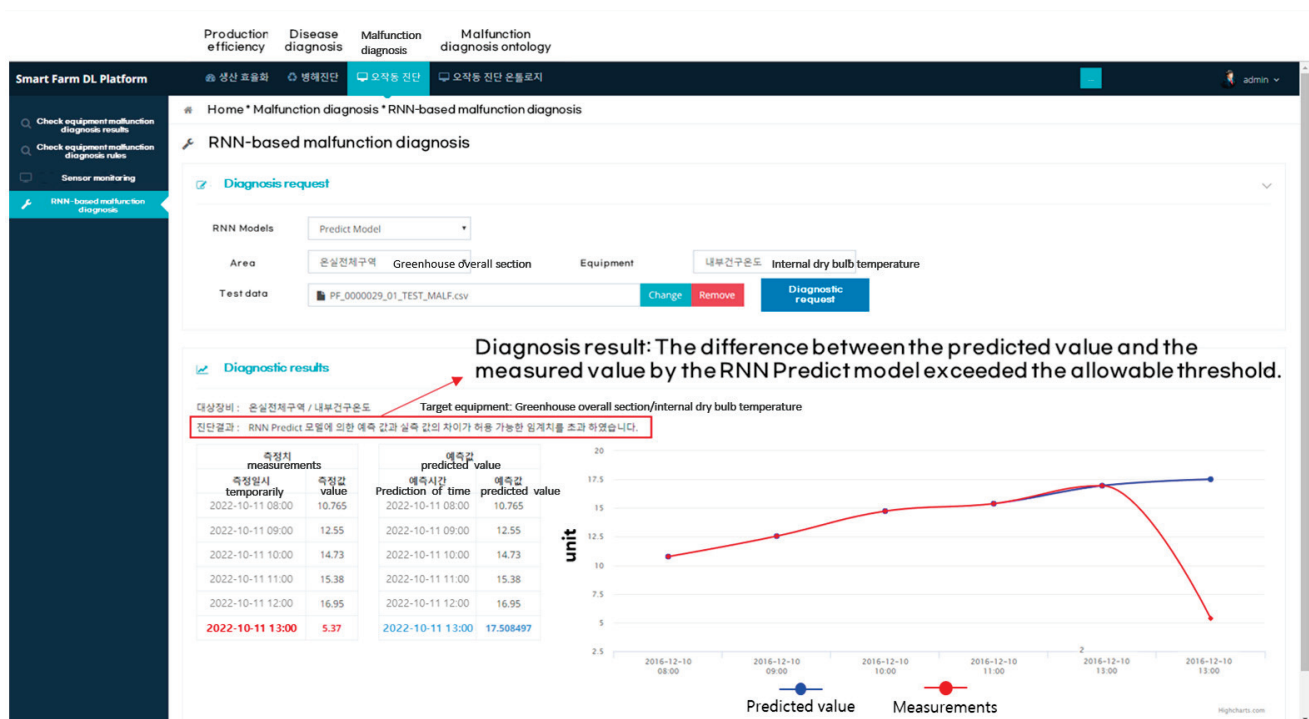 Production Disease Malfunction Malfunction
efficiency diagnosis diagnosis diagnosis ontology
Smart Farm DL Platform 생산 효율화 병해진단 오작동 진단 오작동 진단 온톨로지 admin
Home * Malfunction diagnosis * RNN-based malfunction diagnosis
Check equipment malfunction
diagnosis results
Check equipment malfunction
diagnosis rules
Sensor monitoring
RNN-based malfunction
diagnosis
RNN-based malfunction diagnosis
Diagnosis request
RNN Models Predict Model
Area 온실전체구역 Greenhouse overall section Equipment 내부건구온도 Internal dry bulb temperature
Test data PF_0000029_01_TEST_MALF.csv Change Remove Diagnostic
request
Diagnosis result: The difference between the predicted value and the
measured value by the RNN Predict model exceeded the allowable threshold.
Diagnostic results
대상장비 : 온실전체구역 / 내부건구온도 Target equipment: Greenhouse overall section/internal dry bulb temperature
진단결과 : RNN Predict 모델에 의한 예측 값과 실측 값의 차이가 허용 가능한 임계치를 초과 하였습니다.
측정치 예측값
measurements predicted value
측정일시 측정값 예측시간 예측값
temporarily value Prediction of time predicted value
2022-10-11 08:00 10.765 2022-10-11 08:00 10.765
2022-10-11 09:00 12.55 2022-10-11 09:00 12.55
2022-10-11 10:00 14.73 2022-10-11 10:00 14.73
2022-10-11 11:00 15.38 2022-10-11 11:00 15.38
2022-10-11 12:00 16.95 2022-10-11 12:00 16.95
2022-10-11 13:00 5.37 2022-10-11 13:00 17.508497
unit
20
17.5
15
12.5
10
7.5
5
2.5
2
2016-12-10 2016-12-10 2016-12-10 2016-12-10 2016-12-10 2016-12-10
08:00 09:00 10:00 11:00 13:00 13:00
Predicted value Measurements
Highcharts.com